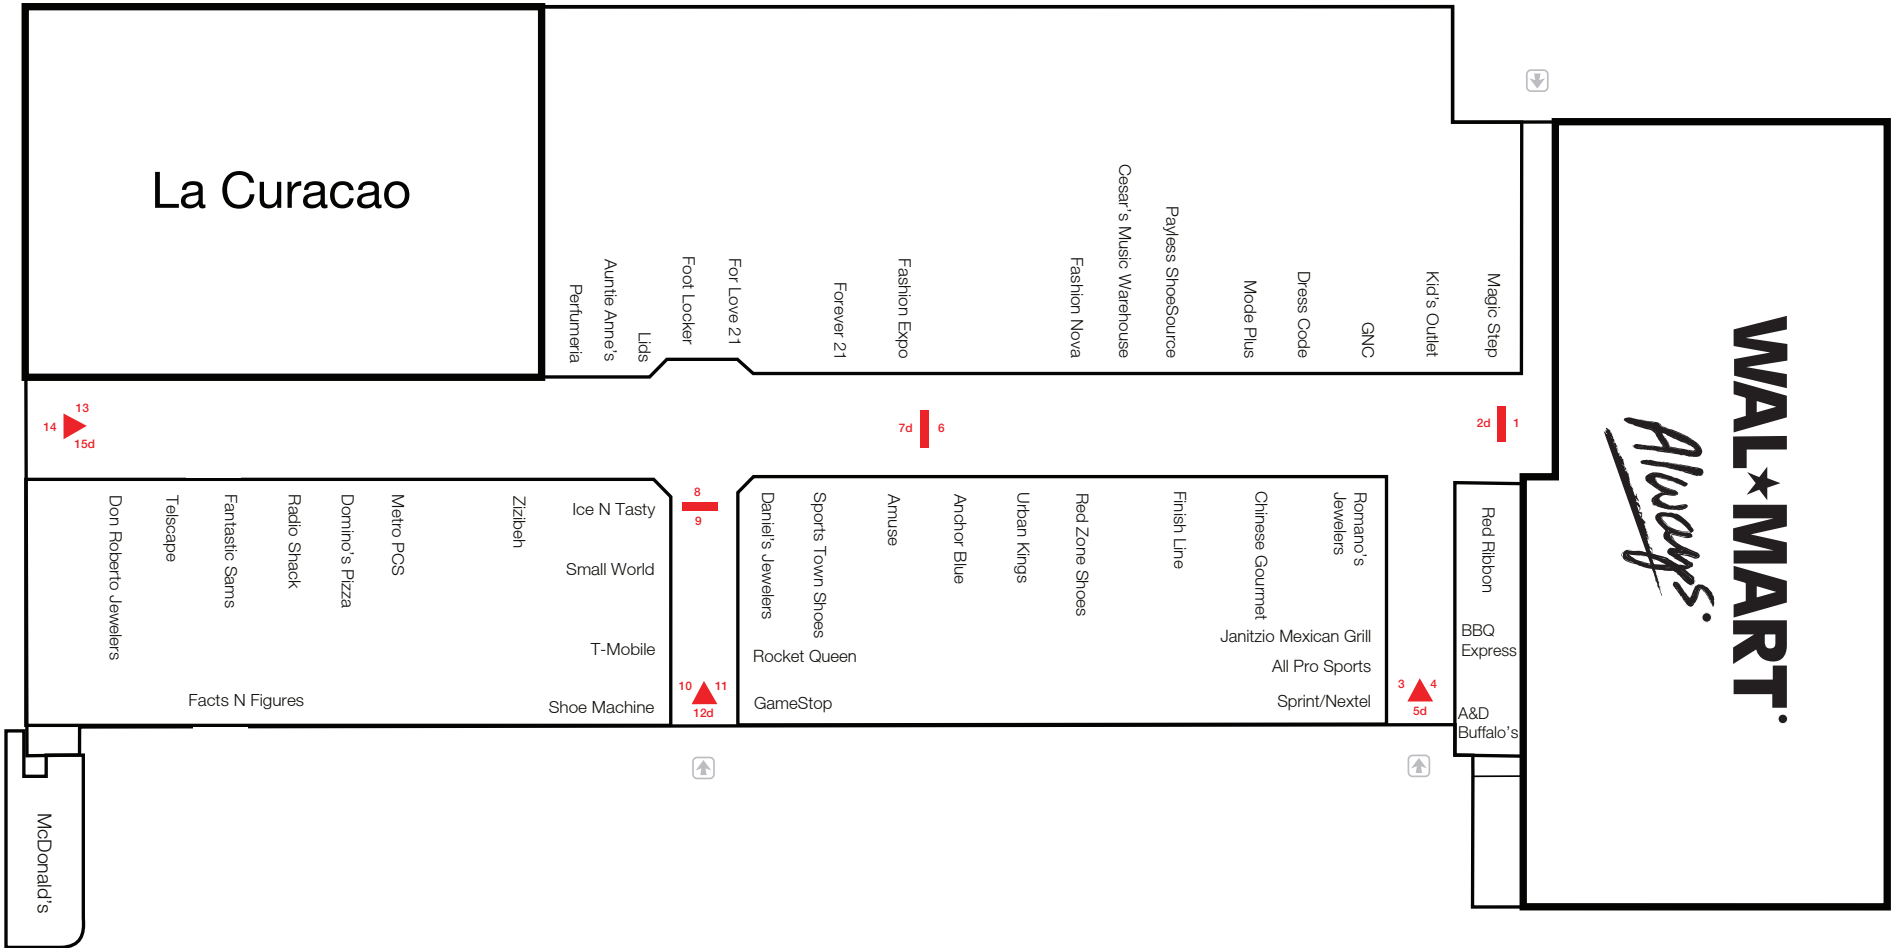 La Curacao
Perfumeria
Auntie Anne's
Lids
Foot Locker
For Love 21
Forever 21
Fashion Expo
Fashion Nova
Cesar's Music Warehouse
Payless ShoeSource
Mode Plus
Dress Code
GNC
Kid's Outlet
Magic Step
WAL★MART
Always
13
14
15d
7d
6
2d
1
Don Roberto Jewelers
Telscape
Fantastic Sams
Radio Shack
Domino's Pizza
Metro PCS
Zizibeh
Ice N Tasty
Small World
T-Mobile
Shoe Machine
Facts N Figures
8
9
10
11
12d
Daniel's Jewelers
Sports Town Shoes
Amuse
Anchor Blue
Urban Kings
Red Zone Shoes
Finish Line
Chinese Gourmet
Romano's
Jewelers
Rocket Queen
GameStop
Janitzio Mexican Grill
All Pro Sports
Sprint/Nextel
3
4
5d
Red Ribbon
BBQ
Express
A&D
Buffalo's
McDonald's